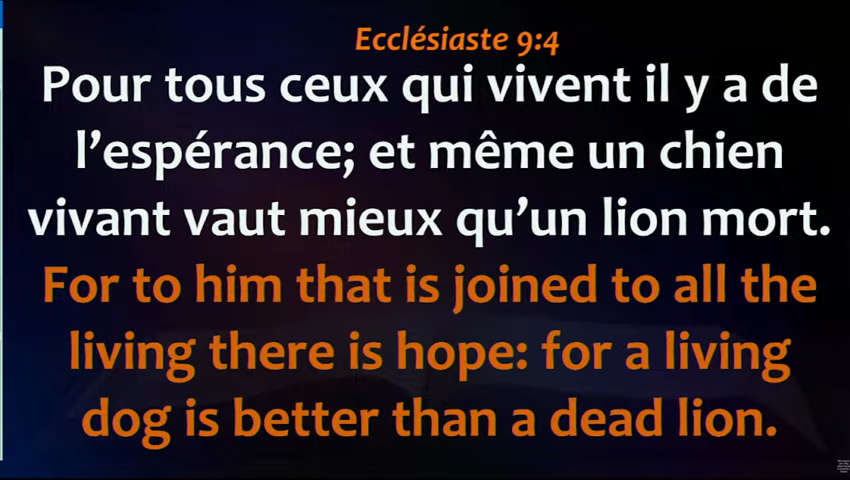 Ecclésiaste 9:4
Pour tous ceux qui vivent il y a de
l’espérance; et même un chien
vivant vaut mieux qu’un lion mort.
For to him that is joined to all the
living there is hope: for a living
dog is better than a dead lion.